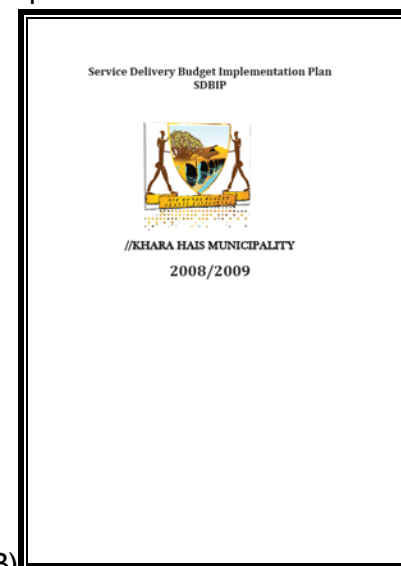 Service Delivery Budget Implementation Plan
SDBIP
//KHARA HAIS MUNICIPALITY
2008/2009
3)